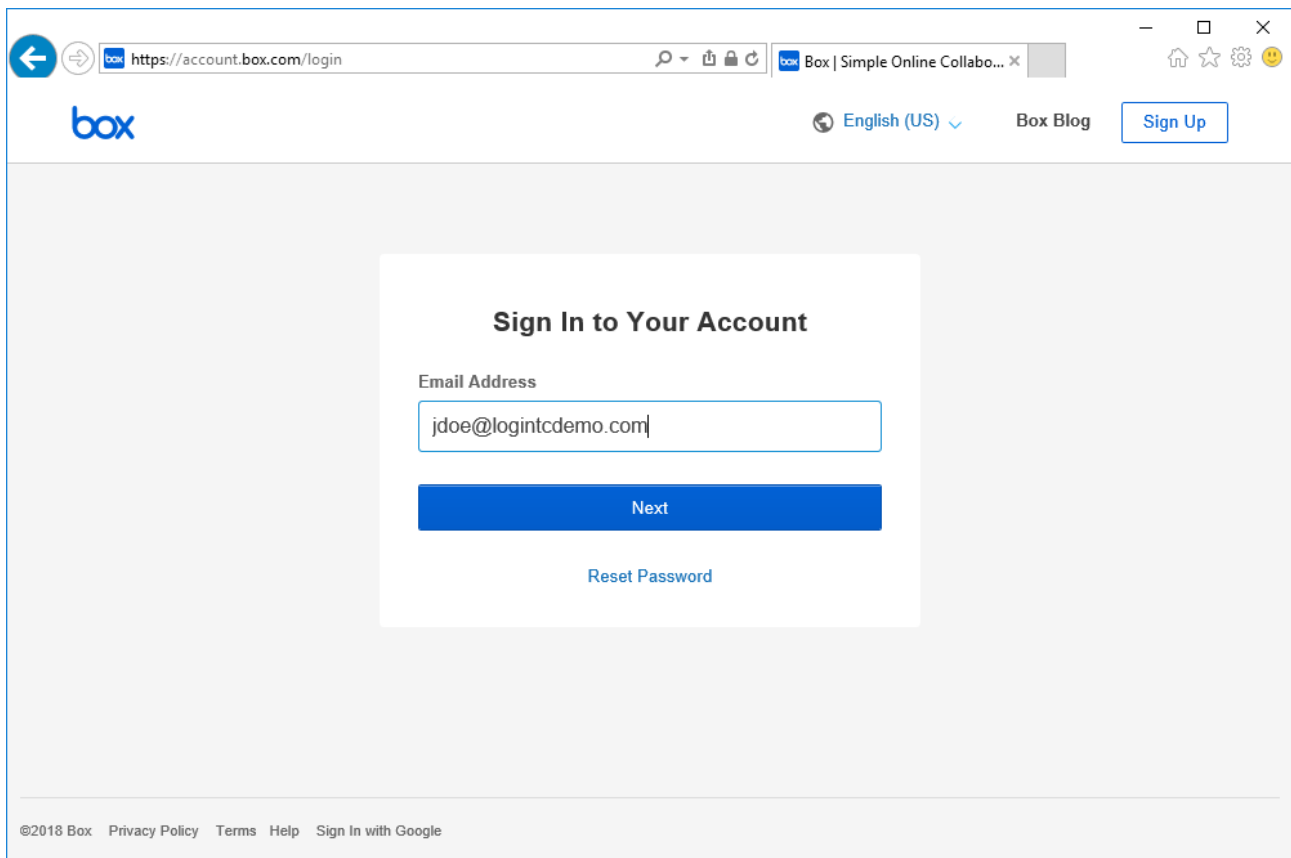 box https://account.box.com/login
box Box | Simple Online Collabo...
box
English (US)
Box Blog
Sign Up
Sign In to Your Account
Email Address
jdoe@logintcdemo.com
Next
Reset Password
©2018 Box Privacy Policy Terms Help Sign In with Google